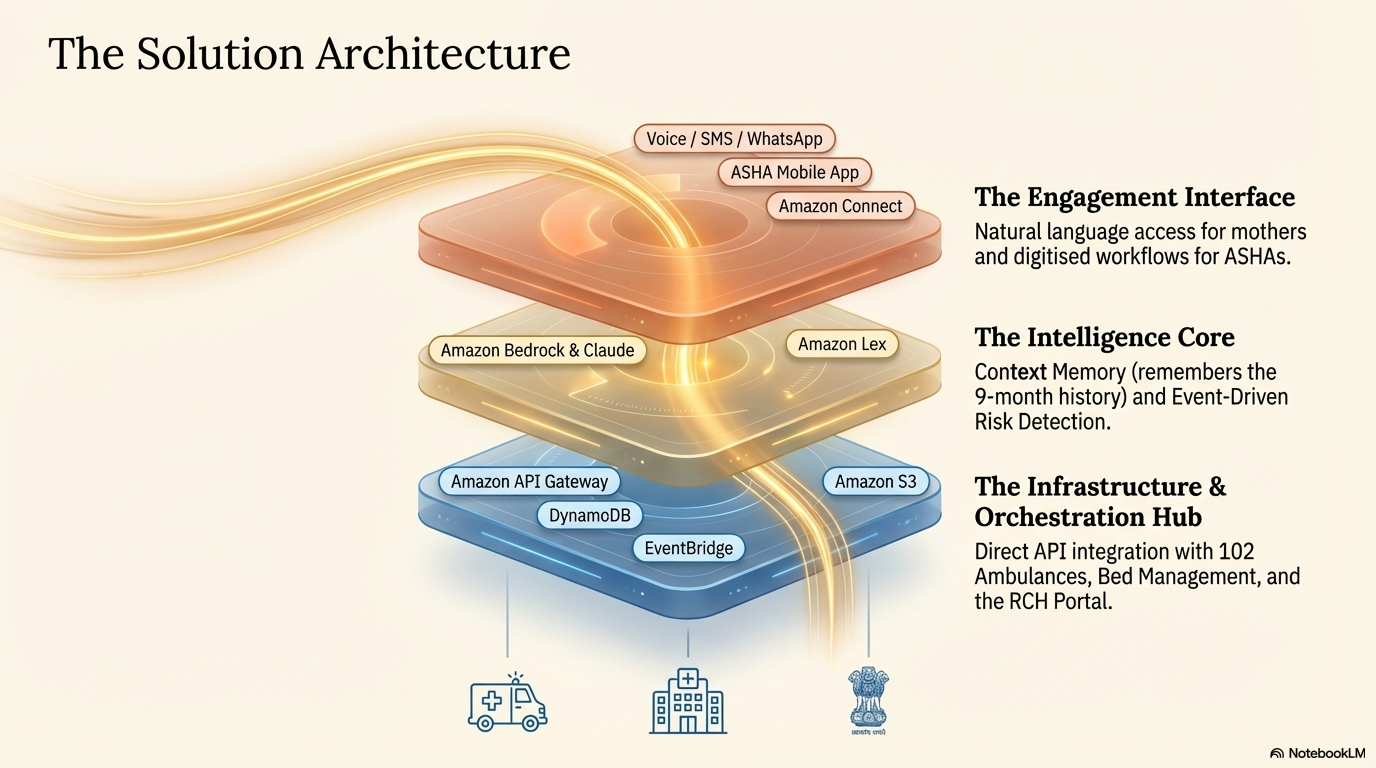 The Solution Architecture
Voice / SMS / WhatsApp
ASHA Mobile App
Amazon Connect
The Engagement Interface
Natural language access for mothers
and digitised workflows for ASHAs.
Amazon Bedrock & Claude
Amazon Lex
The Intelligence Core
Context Memory (remembers the
9-month history) and Event-Driven
Risk Detection.
Amazon API Gateway
Amazon S3
DynamoDB
EventBridge
The Infrastructure &
Orchestration Hub
Direct API integration with 102
Ambulances, Bed Management, and
the RCH Portal.
NotebookLM